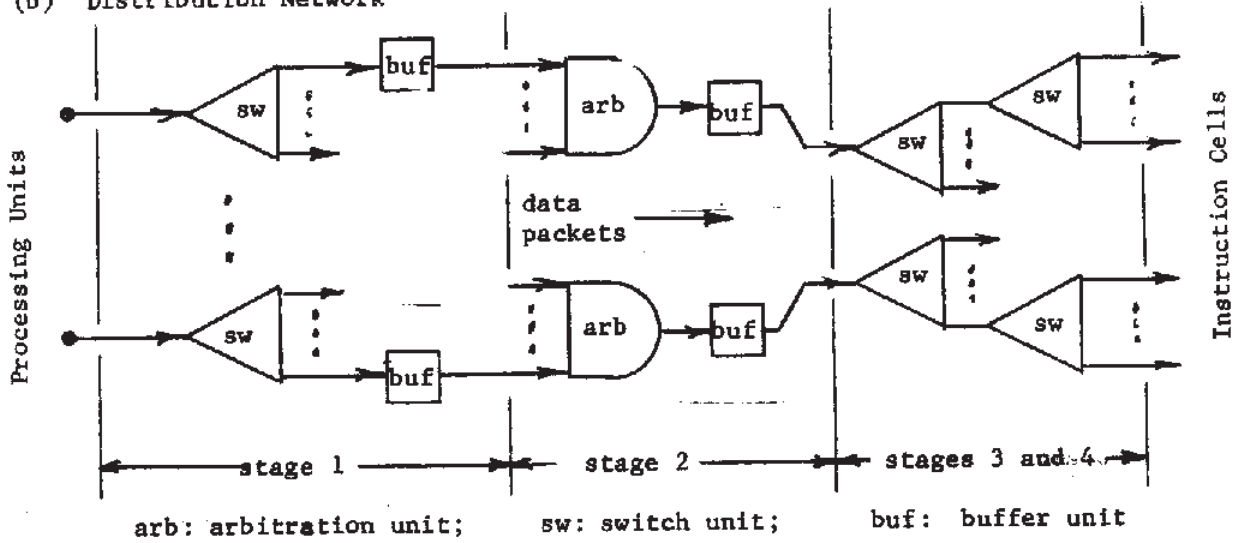 (b) Distribution Network
buf
sw
arb
buf
sw
sw
Processing Units
data
packets
Instruction Cells
sw
arb
buf
sw
sw
buf
stage 1
stage 2
stages 3 and 4
arb: arbitration unit;
sw: switch unit;
buf: buffer unit